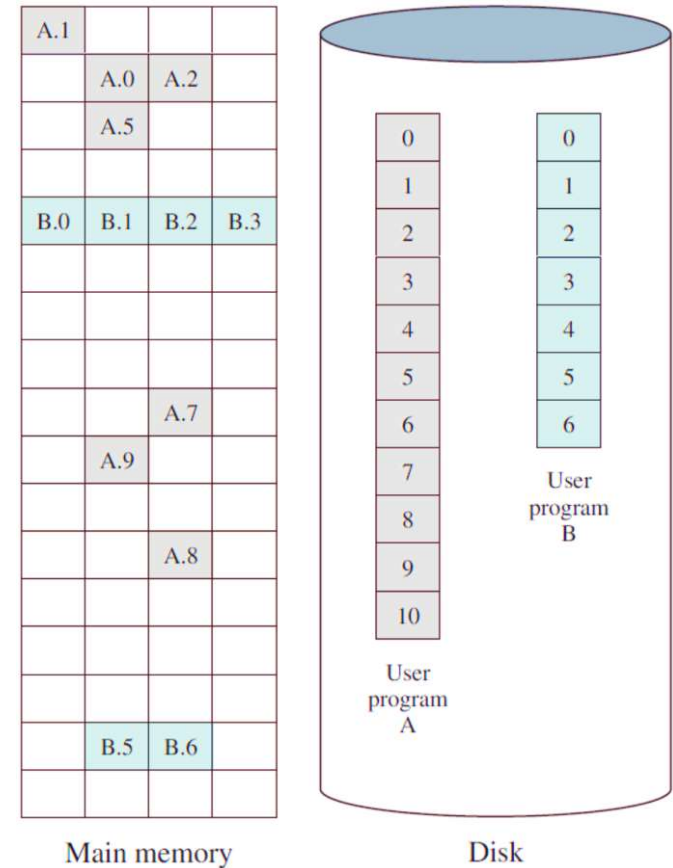 A.1
A.0 A.2
A.5
B.0 B.1 B.2 B.3
A.7
A.9
A.8
B.5 B.6
Main memory
0
1
2
3
4
5
6
7
8
9
10
User
program
A
0
1
2
3
4
5
6
User
program
B
Disk